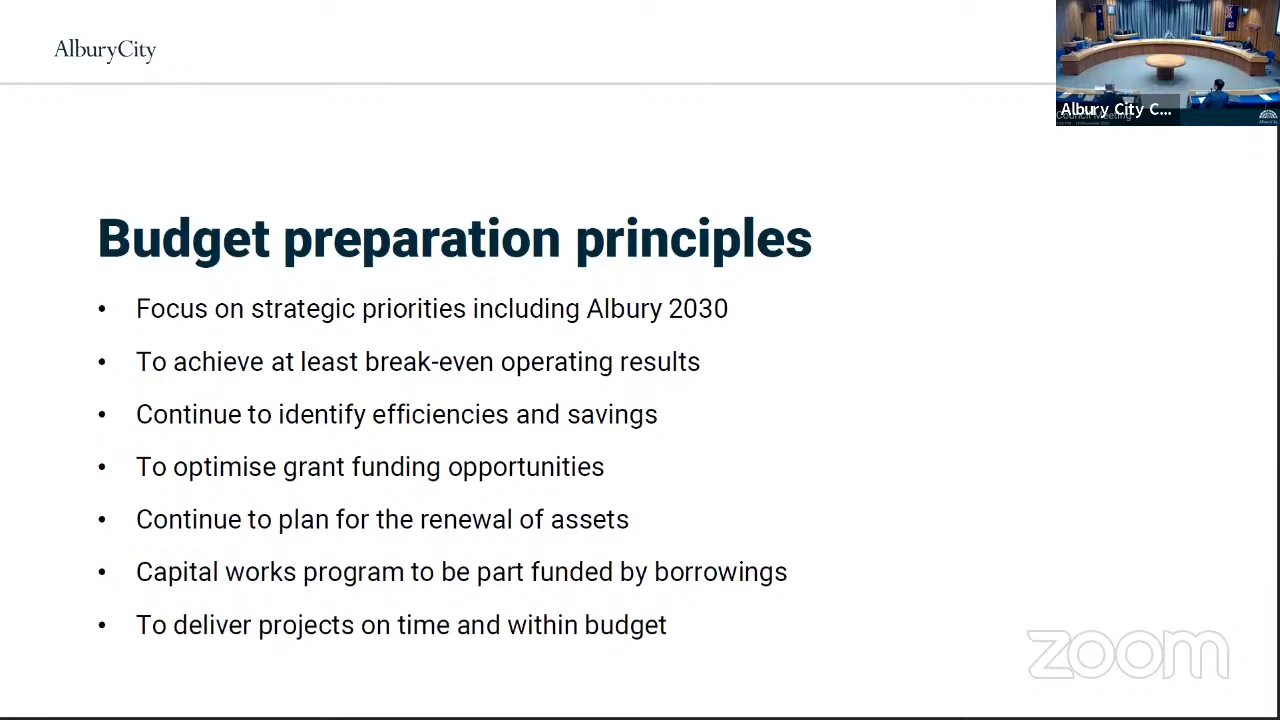 AlburyCity
Albury City C...
Council Meeting
Budget preparation principles
• Focus on strategic priorities including Albury 2030
• To achieve at least break-even operating results
• Continue to identify efficiencies and savings
• To optimise grant funding opportunities
• Continue to plan for the renewal of assets
• Capital works program to be part funded by borrowings
• To deliver projects on time and within budget
zoom